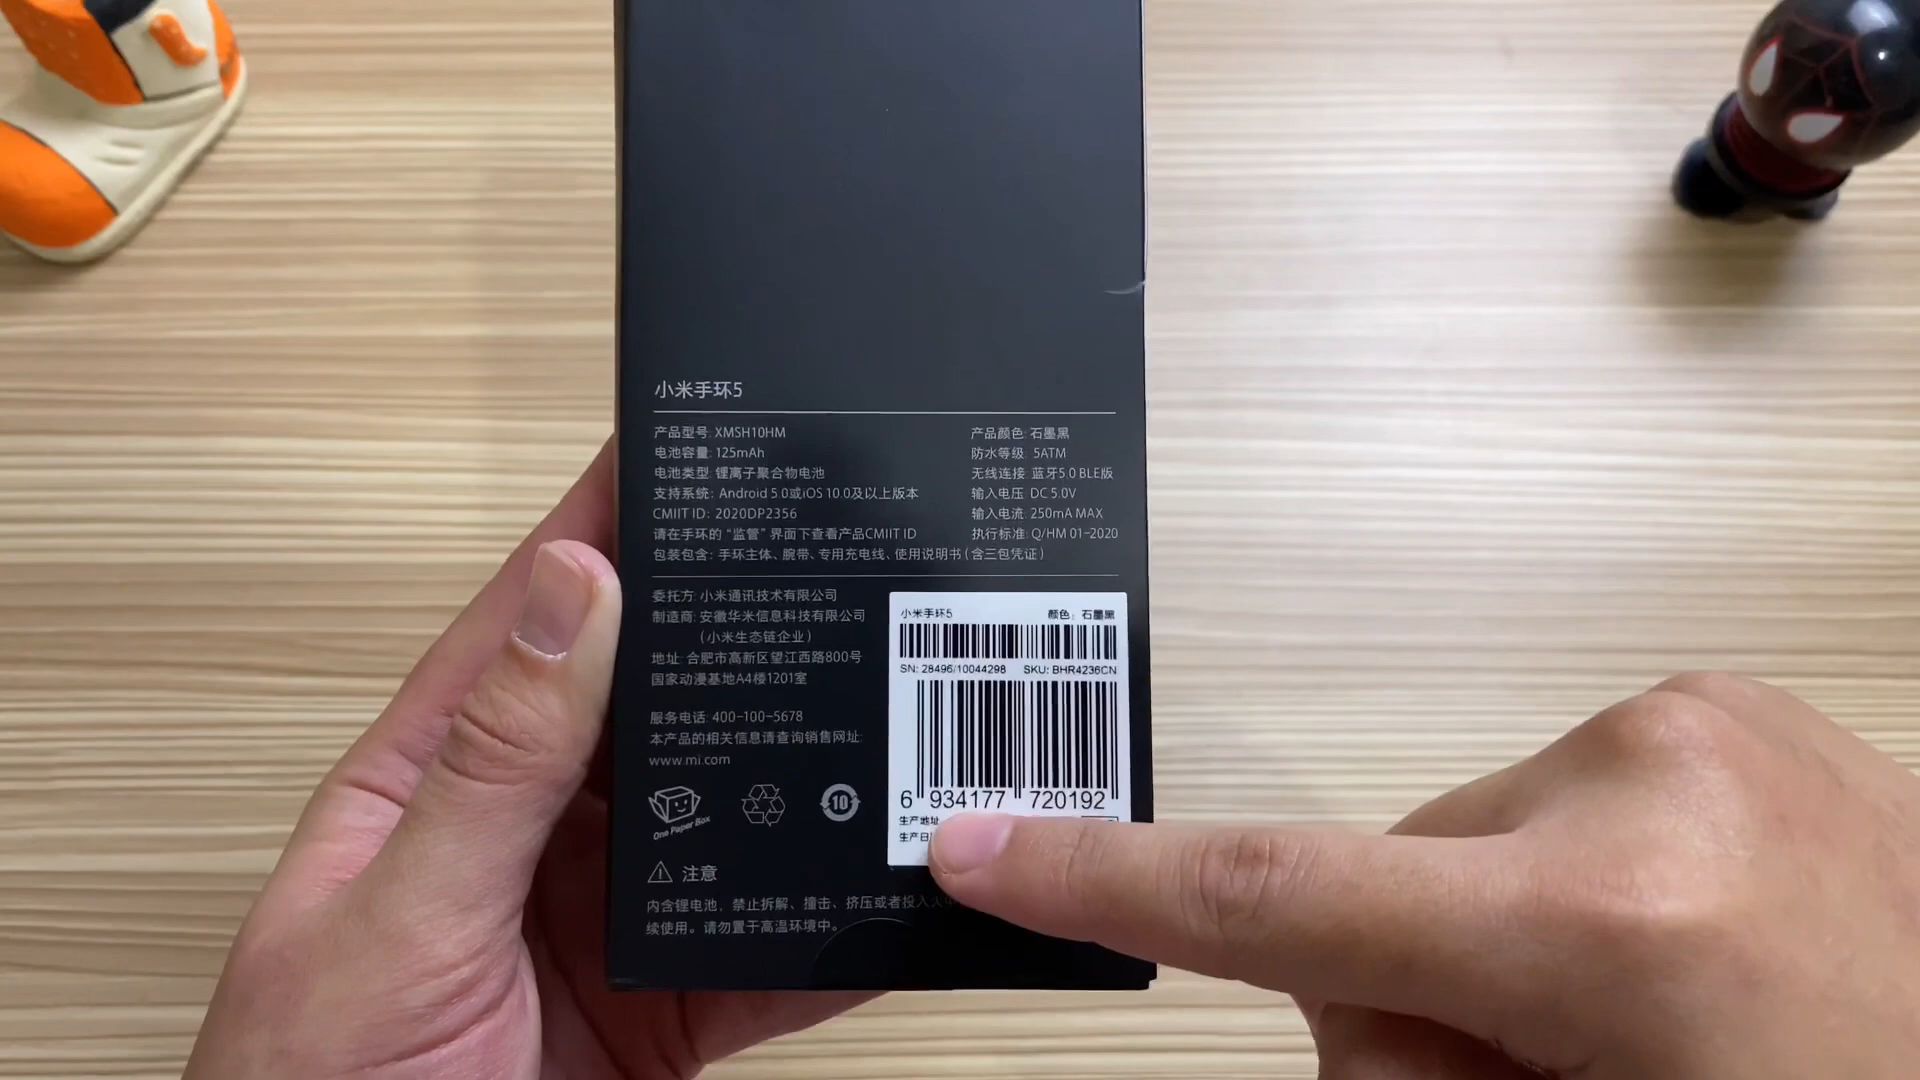 小米手环5
产品型号: XMSH10HM
产品颜色: 石墨黑
电池容量: 125mAh
防水等级: 5ATM
电池类型: 锂离子聚合物电池
无线连接: 蓝牙5.0 BLE版
支持系统: Android 5.0或iOS 10.0及以上版本
输入电压: DC 5.0V
CMIIT ID: 2020DP2356
输入电流: 250mA MAX
请在手环的“监管”界面下查看产品CMIIT ID
执行标准: Q/HM 01-2020
包装包含: 手环主体、腕带、专用充电线、使用说明书(含三包凭证)
委托方: 小米通讯技术有限公司
制造商: 安徽华米信息科技有限公司
(小米生态链企业)
地址: 合肥市高新区望江西路800号
国家动漫基地A4楼1201室
服务电话: 400-100-5678
本产品的相关信息请查询销售网址:
www.mi.com
One Paper Box
10
注意
内含锂电池，禁止拆解、撞击、挤压或者投入火中
续使用。请勿置于高温环境中。
小米手环5
颜色: 石墨黑
SN: 28496/10044298
SKU: BHR4236CN
6 934177 720192
生产地址
生产日